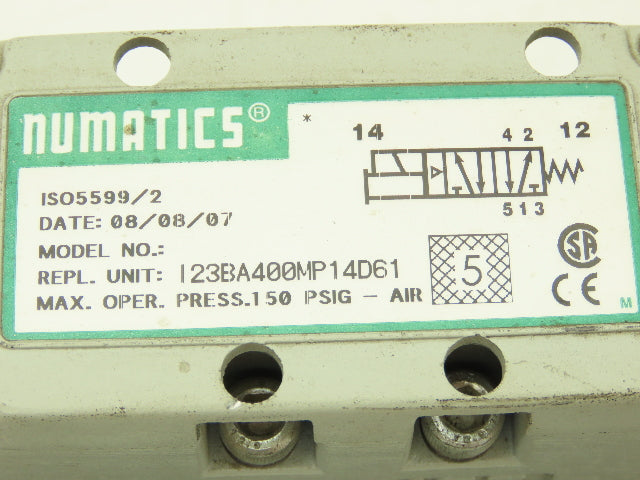 NUMATICS®
*
14
4 2
12
5 1 3
ISO5599/2
DATE: 08/08/07
MODEL NO.:
REPL. UNIT: I23BA400MP14D61
MAX. OPER. PRESS.150 PSIG - AIR
5
SA
CE
M